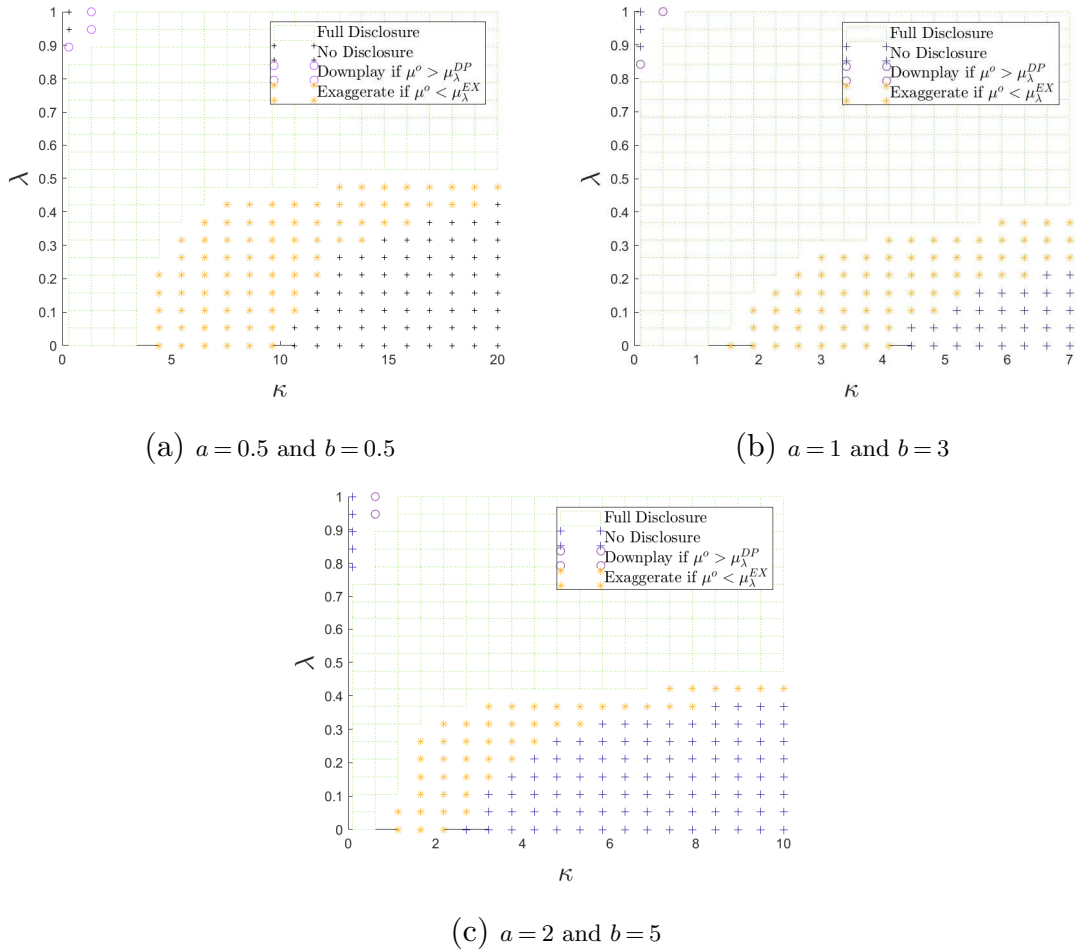 1
0.9
0.8
0.7
0.6
0.5
0.4
0.3
0.2
0.1
0
λ
0 5 10 15 20
κ
Full Disclosure
No Disclosure
Downplay if μ^o > μ_λ^{DP}
Exaggerate if μ^o < μ_λ^{EX}
(a) a = 0.5 and b = 0.5
1
0.9
0.8
0.7
0.6
0.5
0.4
0.3
0.2
0.1
0
λ
0 1 2 3 4 5 6 7
κ
Full Disclosure
No Disclosure
Downplay if μ^o > μ_λ^{DP}
Exaggerate if μ^o < μ_λ^{EX}
(b) a = 1 and b = 3
1
0.9
0.8
0.7
0.6
0.5
0.4
0.3
0.2
0.1
0
λ
0 2 4 6 8 10
κ
Full Disclosure
No Disclosure
Downplay if μ^o > μ_λ^{DP}
Exaggerate if μ^o < μ_λ^{EX}
(c) a = 2 and b = 5